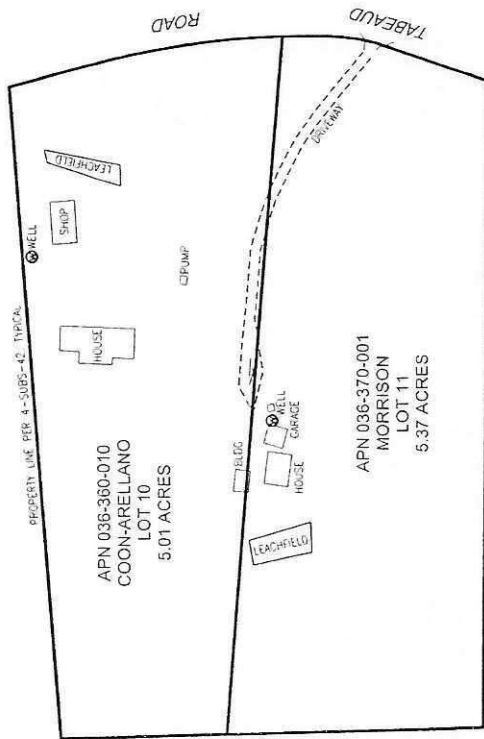 ROAD
TABEAUD
PROPERTY LINE PER 4-SUBS-42, TYPICAL
WELL
SHOP
LEACHFIELD
HOUSE
PUMP
APN 036-360-010
COON-ARELLANO
LOT 10
5.01 ACRES
DRIVEWAY
BLDG
WELL
GARAGE
HOUSE
LEACHFIELD
APN 036-370-001
MORRISON
LOT 11
5.37 ACRES